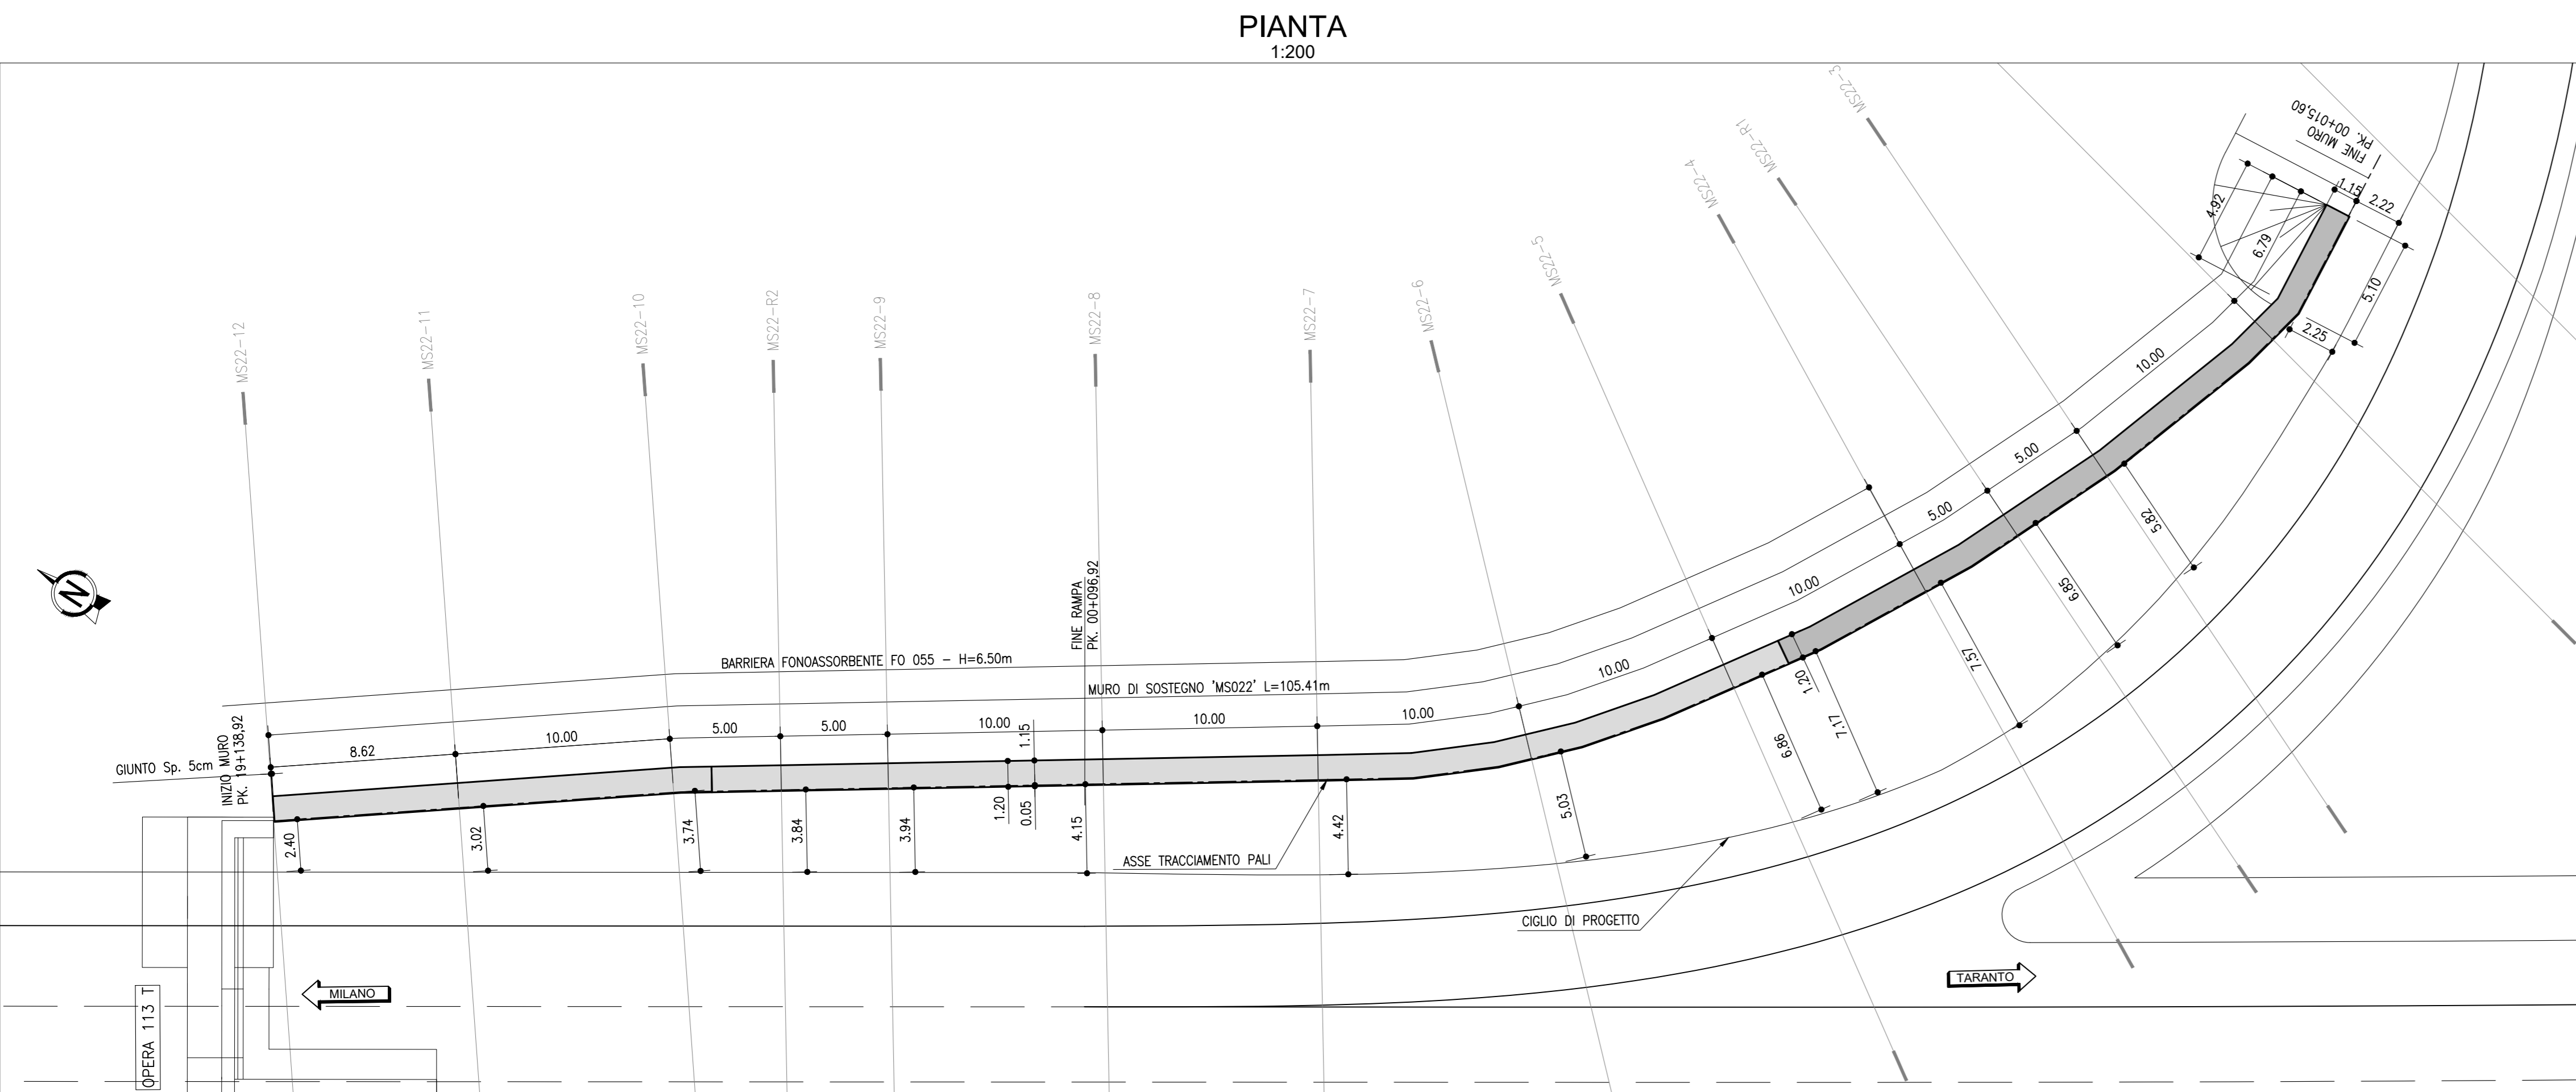 PIANTA
1:200
MS22-12
MS22-11
MS22-10
MS22-R2
MS22-9
MS22-8
MS22-7
MS22-6
MS22-5
MS22-4
MS22-R1
MS22-3
FINE MURO
PK. 00+015,60
1.15
2.22
4.92
6.79
5.10
2.25
10.00
5.00
5.00
10.00
10.00
5.82
6.85
7.57
7.17
1.20
6.86
5.03
N
FINE RAMPA
PK. 00+096,92
BARRIERA FONOASSORBENTE FO 055 - H=6.50m
MURO DI SOSTEGNO 'MS022' L=105.41m
INIZIO MURO
PK. 19+138,92
GIUNTO Sp. 5cm
8.62
10.00
5.00
5.00
10.00
1.15
10.00
10.00
2.40
3.02
3.74
3.84
3.94
1.20
0.05
4.15
4.42
ASSE TRACCIAMENTO PALI
CIGLIO DI PROGETTO
MILANO
TARANTO
OPERA 113 T